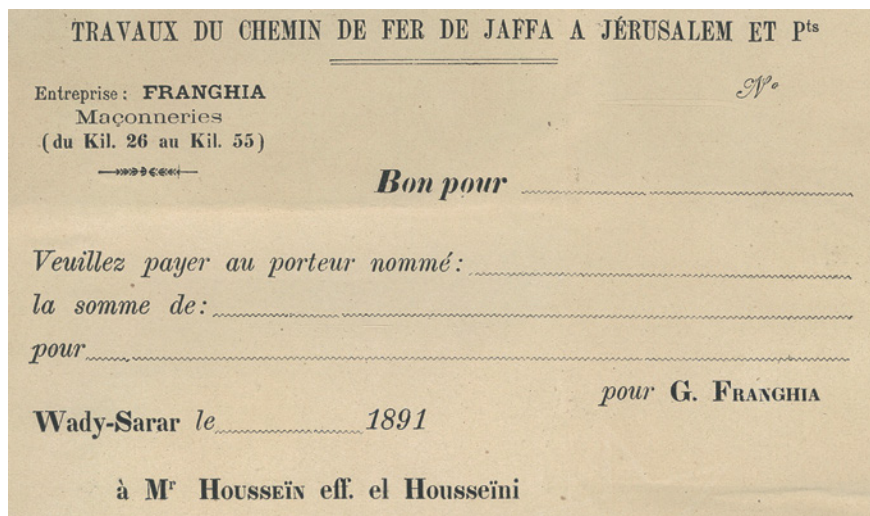 TRAVAUX DU CHEMIN DE FER DE JAFFA A JÉRUSALEM ET Pts
No
Entreprise : FRANGHIA
Maçonneries
(du Kil. 26 au Kil. 55)
Bon pour
Veuillez payer au porteur nommé :
la somme de :
pour
pour G. FRANGHIA
Wady-Sarar le 1891
à Mr HOUSSEÏN eff. el Housseïni